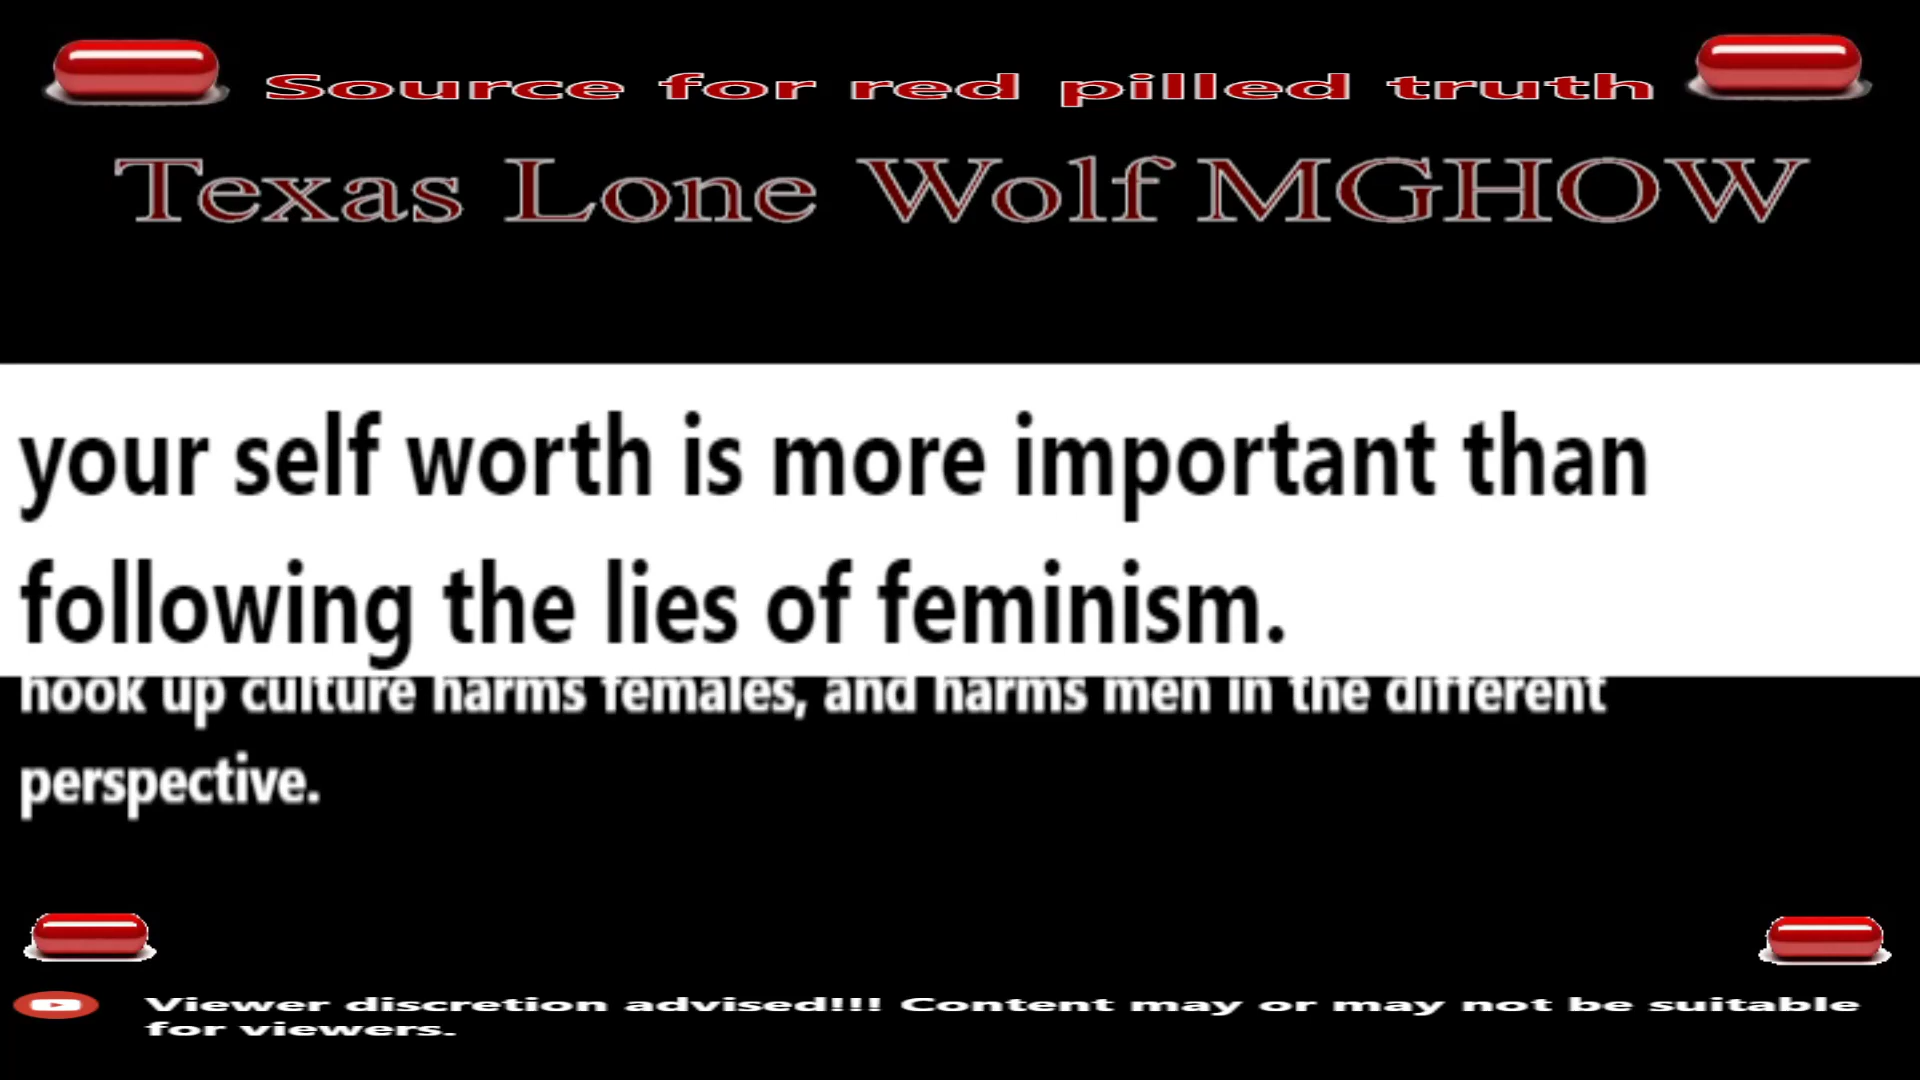 Source for red pilled truth
Texas Lone Wolf MGHOW
your self worth is more important than
following the lies of feminism.
hook up culture harms females, and harms men in the different
perspective.
Viewer discretion advised!!! Content may or may not be suitable
for viewers.